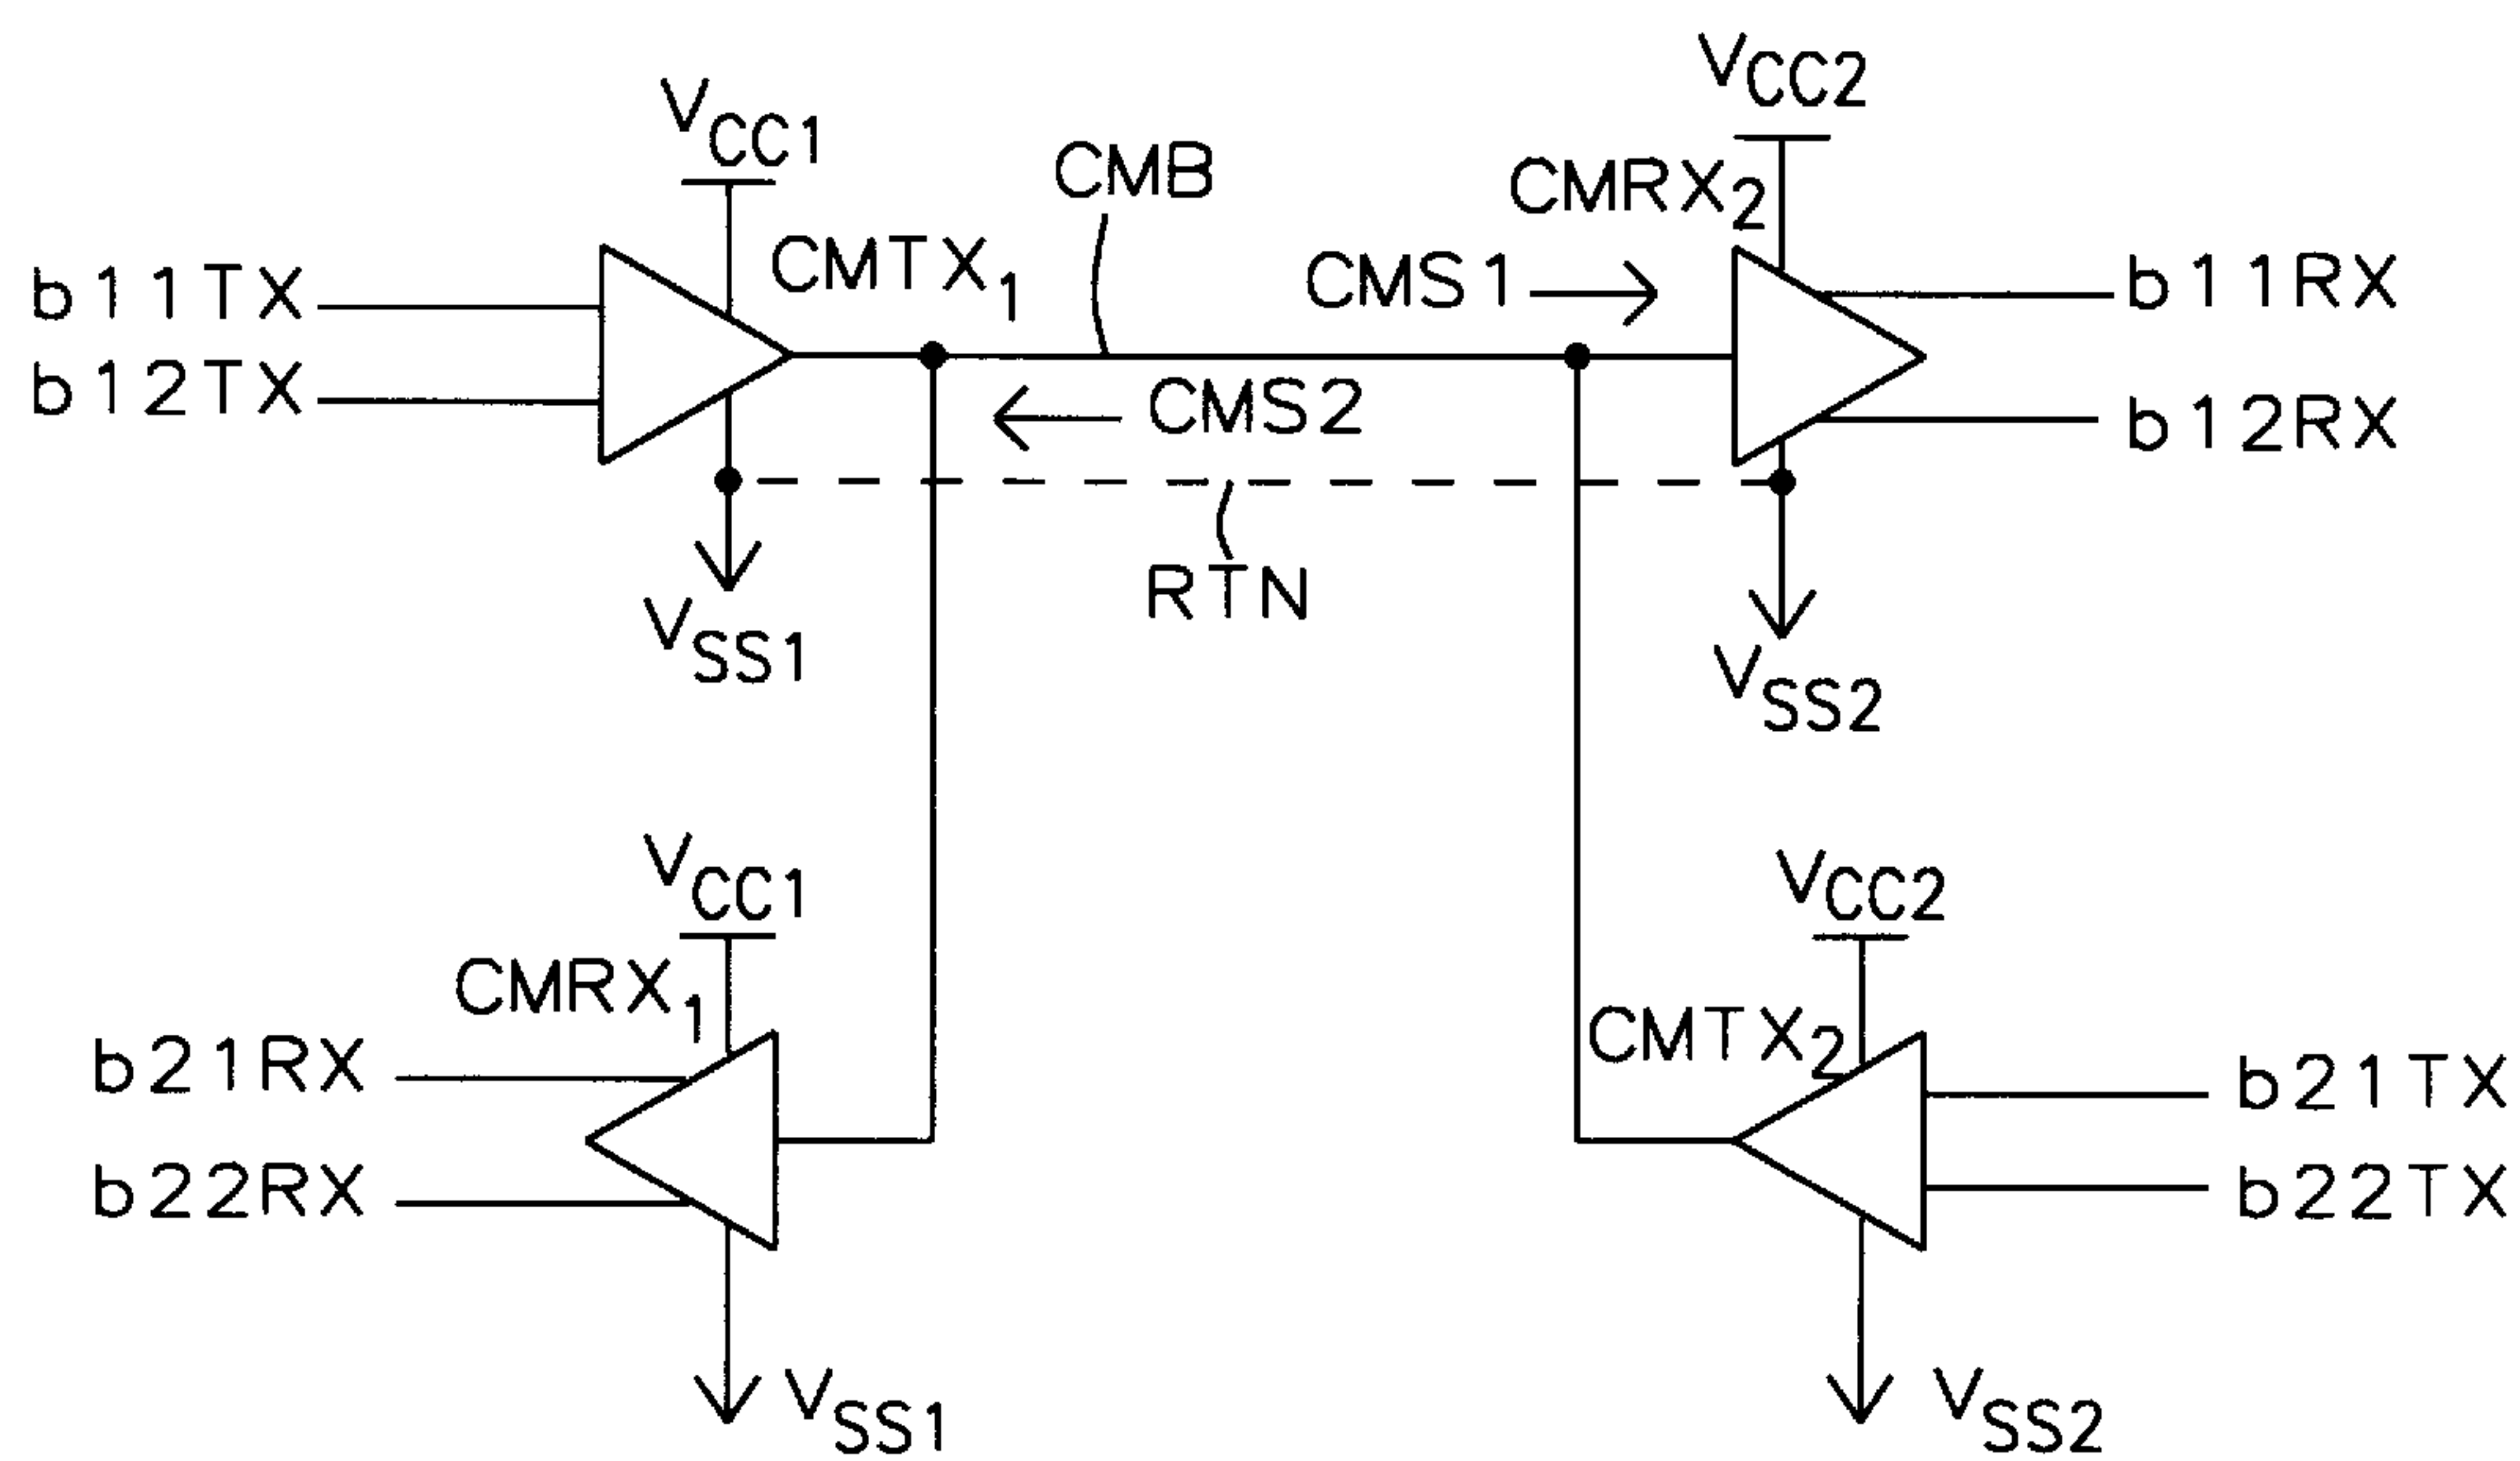 VCC1
VCC2
CMB
CMRX2
CMTX1
CMS1
b11TX
b11RX
b12TX
CMS2
b12RX
RTN
VSS1
VSS2
VCC1
VCC2
CMRX1
CMTX2
b21RX
b21TX
b22RX
b22TX
VSS1
VSS2